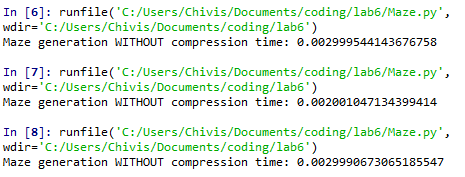 In [6]: runfile('C:/Users/Chivis/Documents/coding/lab6/Maze.py',
wdir='C:/Users/Chivis/Documents/coding/lab6')
Maze generation WITHOUT compression time: 0.002999544143676758
In [7]: runfile('C:/Users/Chivis/Documents/coding/lab6/Maze.py',
wdir='C:/Users/Chivis/Documents/coding/lab6')
Maze generation WITHOUT compression time: 0.002001047134399414
In [8]: runfile('C:/Users/Chivis/Documents/coding/lab6/Maze.py',
wdir='C:/Users/Chivis/Documents/coding/lab6')
Maze generation WITHOUT compression time: 0.0029990673065185547